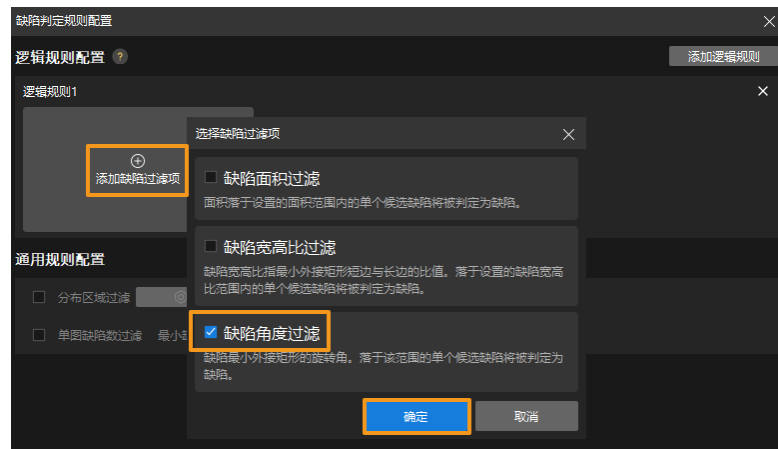 缺陷判定规则配置
逻辑规则配置 ?
添加逻辑规则
逻辑规则1
添加缺陷过滤项
选择缺陷过滤项
缺陷面积过滤
面积落于设置的面积范围内的单个候选缺陷将被判定为缺陷。
缺陷宽高比过滤
缺陷宽高比指最小外接矩形短边与长边的比值。落于设置的缺陷宽高
比范围内的单个候选缺陷将被判定为缺陷。
缺陷角度过滤
缺陷最小外接矩形的旋转角。落于该范围的单个候选缺陷将被判定为
缺陷。
确定
取消
通用规则配置
分布区域过滤
单图缺陷数过滤 最小